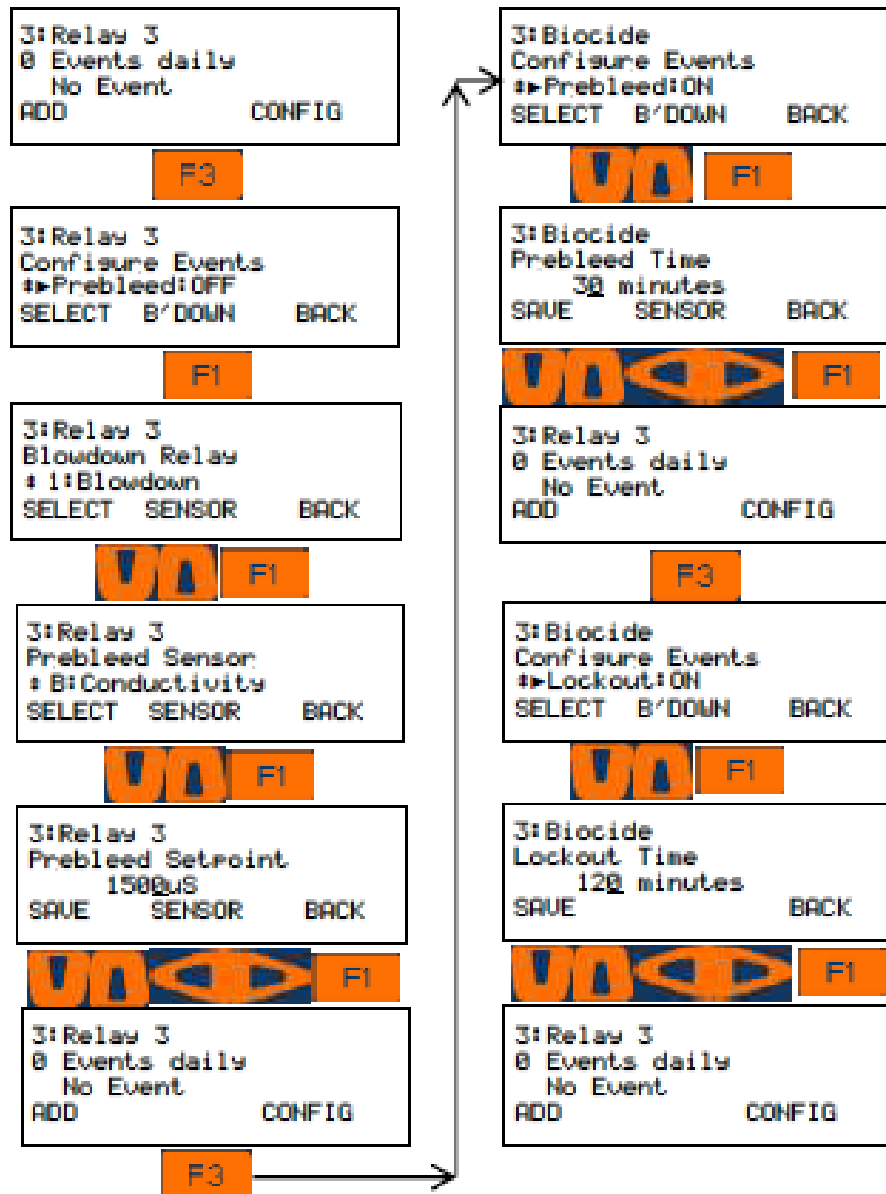 3:Relay 3
0 Events daily
No Event
ADD CONFIG
F3
3:Relay 3
Configure Events
Prebleed:OFF
SELECT B'DOWN BACK
F1
3:Relay 3
Blowdown Relay
1:Blowdown
SELECT SENSOR BACK
F1
3:Relay 3
Prebleed Sensor
B:Conductivity
SELECT SENSOR BACK
F1
3:Relay 3
Prebleed Setpoint
1500uS
SAVE SENSOR BACK
F1
3:Relay 3
0 Events daily
No Event
ADD CONFIG
F3
3:Biocide
Configure Events
Prebleed:ON
SELECT B'DOWN BACK
F1
3:Biocide
Prebleed Time
30 minutes
SAVE SENSOR BACK
F1
3:Relay 3
0 Events daily
No Event
ADD CONFIG
F3
3:Biocide
Configure Events
Lockout:ON
SELECT B'DOWN BACK
F1
3:Biocide
Lockout Time
120 minutes
SAVE BACK
F1
3:Relay 3
0 Events daily
No Event
ADD CONFIG